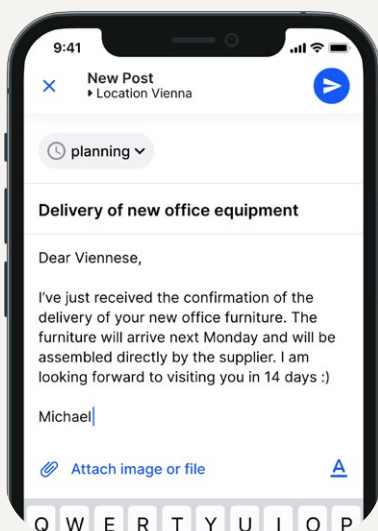 9:41
New Post
Location Vienna
planning
Delivery of new office equipment
Dear Viennese,
I've just received the confirmation of the
delivery of your new office furniture. The
furniture will arrive next Monday and will be
assembled directly by the supplier. I am
looking forward to visiting you in 14 days :)
Michael
Attach image or file A
Q W E R T Y U I O P